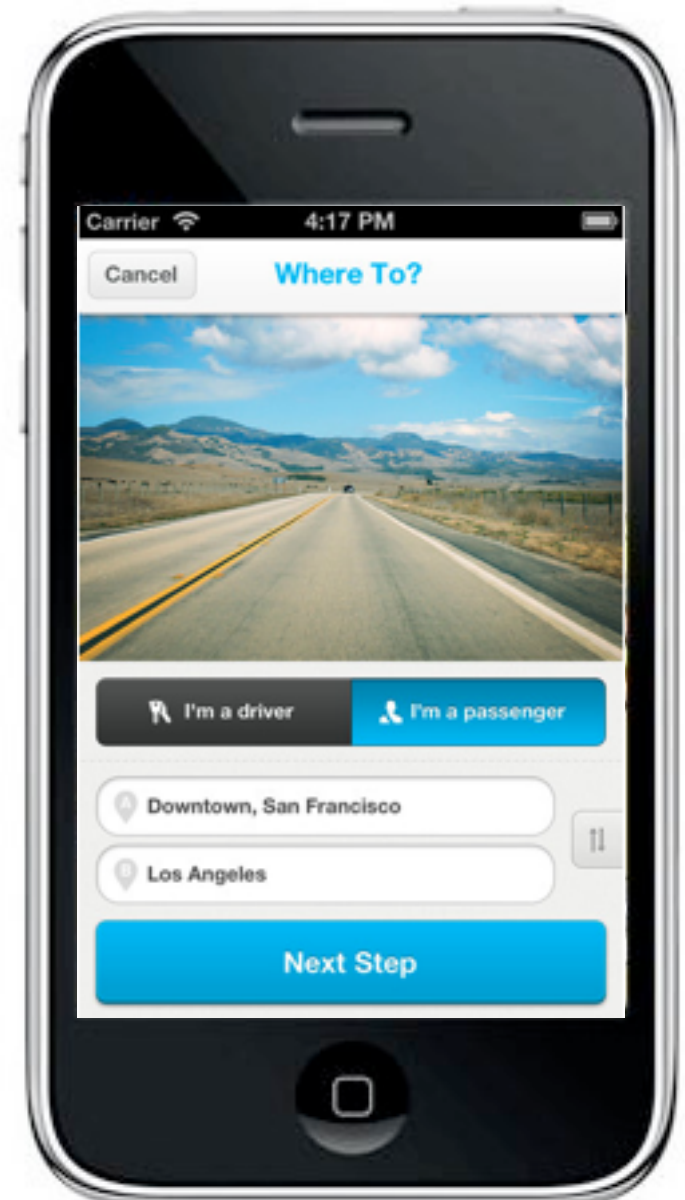 Carrier 4:17 PM
Cancel Where To?
I'm a driver I'm a passenger
A Downtown, San Francisco
B Los Angeles
Next Step